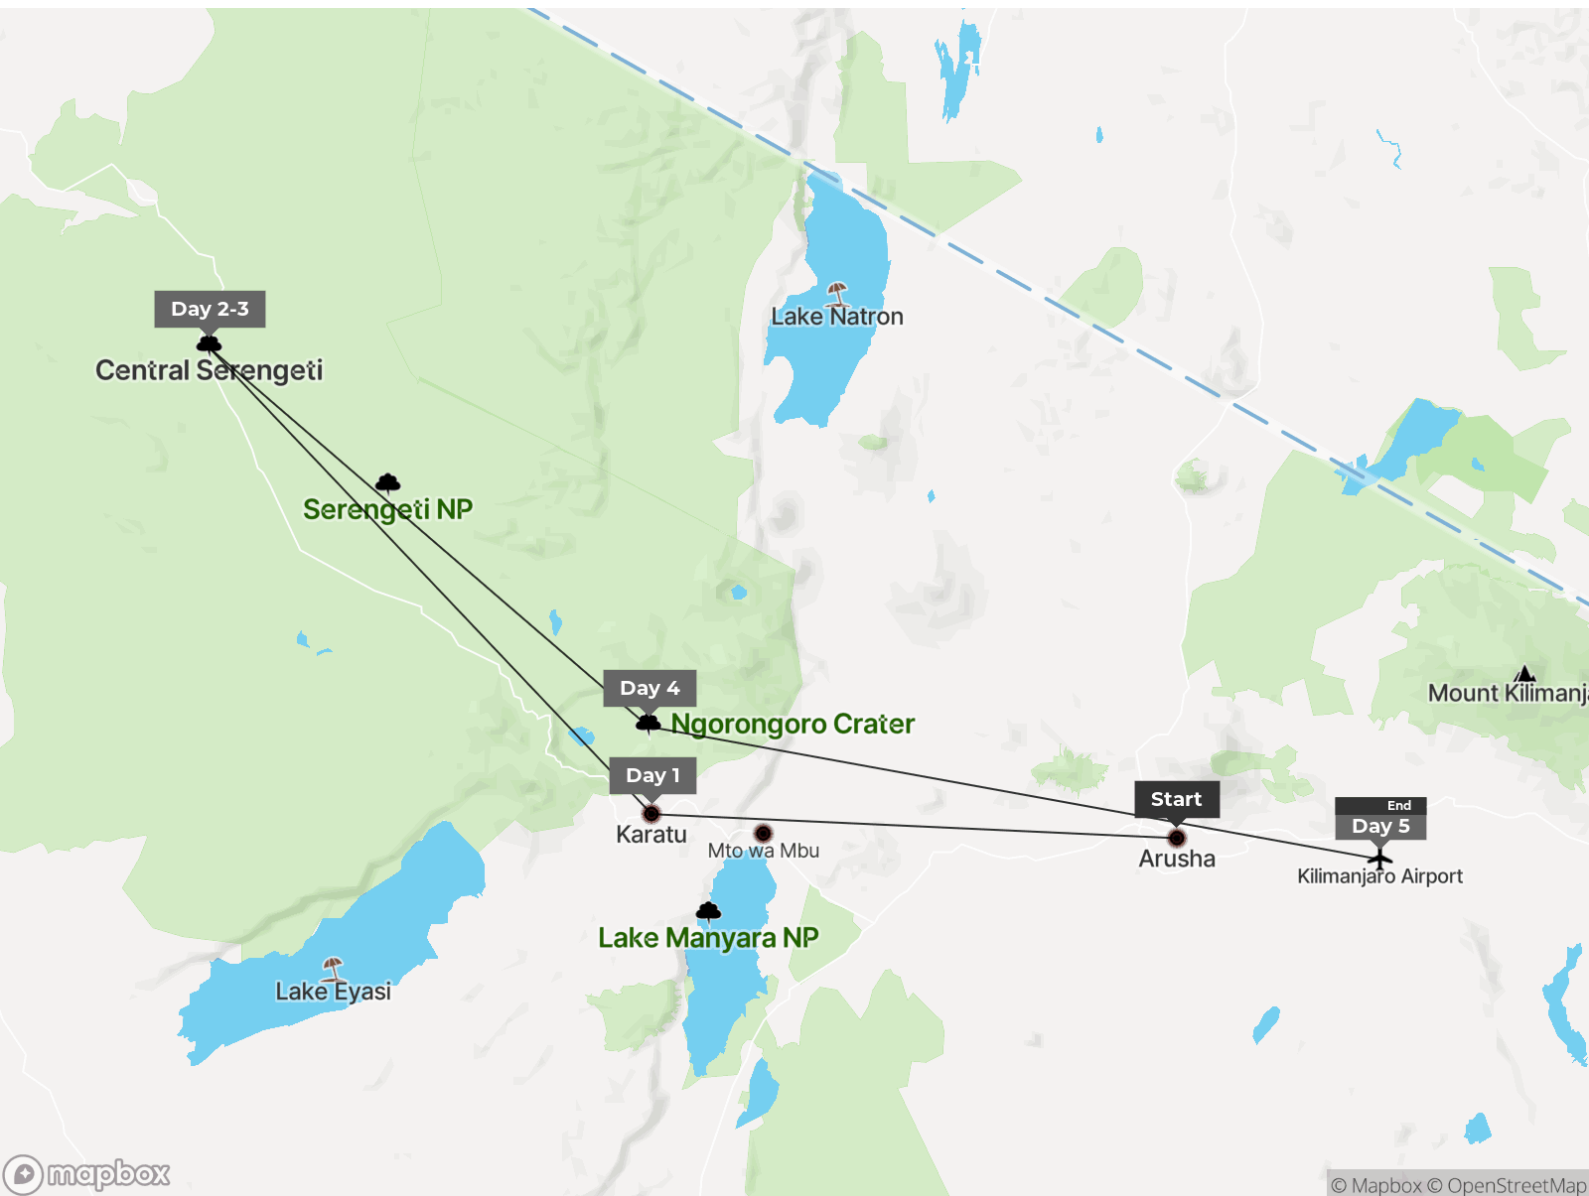 Day 2-3
Central Serengeti
Lake Natron
Serengeti NP
Day 4
Ngorongoro Crater
Mount Kilimanja
Day 1
Karatu
Mto wa Mbu
Start
Arusha
End
Day 5
Kilimanjaro Airport
Lake Manyara NP
Lake Eyasi
mapbox
© Mapbox © OpenStreetMap